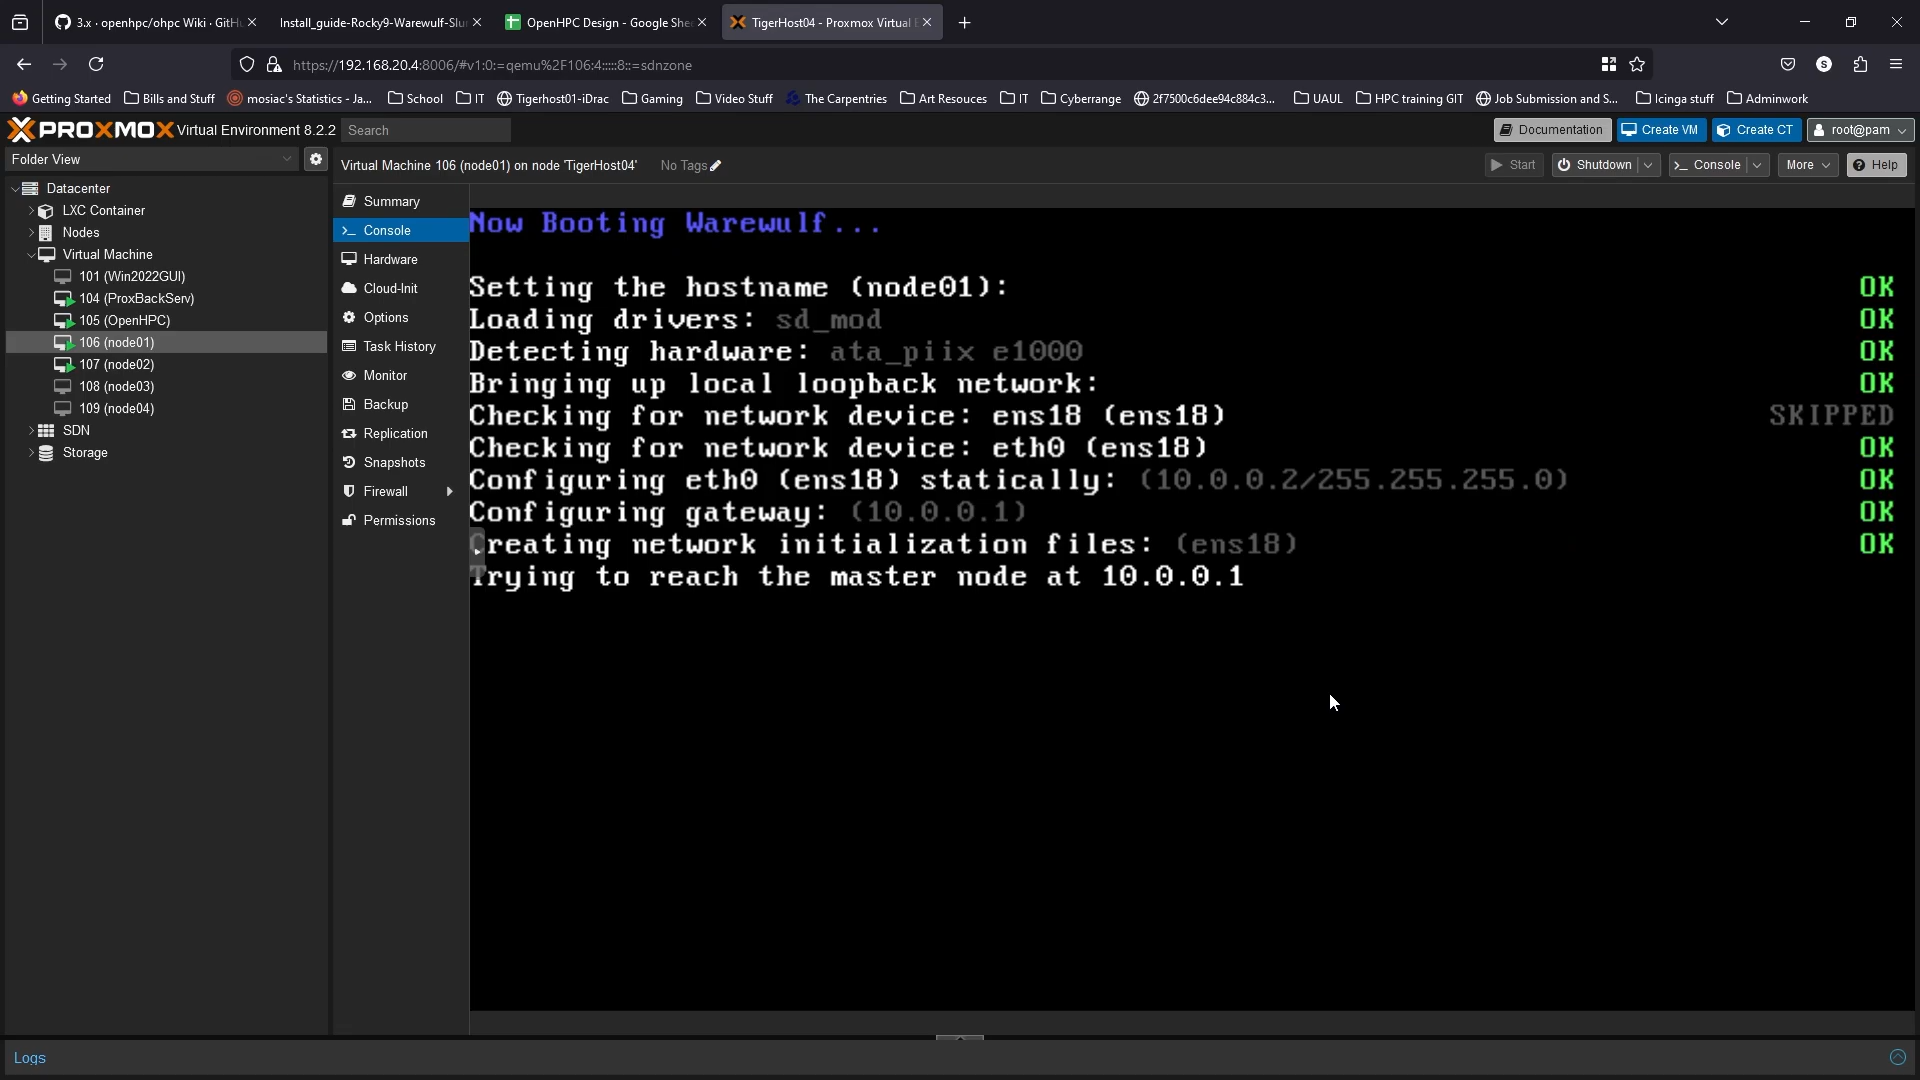 3.x · openhpc/ohpc Wiki · GitH
Install_guide-Rocky9-Warewulf-Slu
OpenHPC Design - Google She
TigerHost04 - Proxmox Virtual E
https://192.168.20.4:8006/#v1:0:=qemu%2F106:4:::::8::=sdnzone
S
Getting Started
Bills and Stuff
mosiac's Statistics - Ja...
School
IT
Tigerhost01-iDrac
Gaming
Video Stuff
The Carpentries
Art Resouces
IT
Cyberrange
2f7500c6dee94c884c3...
UAUL
HPC training GIT
Job Submission and S...
Icinga stuff
Adminwork
PROXMOX Virtual Environment 8.2.2
Search
Documentation
Create VM
Create CT
root@pam
Folder View
Virtual Machine 106 (node01) on node 'TigerHost04'
No Tags
Start
Shutdown
Console
More
Help
Datacenter
LXC Container
Nodes
Virtual Machine
101 (Win2022GUI)
104 (ProxBackServ)
105 (OpenHPC)
106 (node01)
107 (node02)
108 (node03)
109 (node04)
SDN
Storage
Summary
Console
Hardware
Cloud-Init
Options
Task History
Monitor
Backup
Replication
Snapshots
Firewall
Permissions
Now Booting Warewulf...
Setting the hostname (node01): OK
Loading drivers: sd_mod OK
Detecting hardware: ata_piix e1000 OK
Bringing up local loopback network: OK
Checking for network device: ens18 (ens18) SKIPPED
Checking for network device: eth0 (ens18) OK
Configuring eth0 (ens18) statically: (10.0.0.2/255.255.255.0) OK
Configuring gateway: (10.0.0.1) OK
Creating network initialization files: (ens18) OK
Trying to reach the master node at 10.0.0.1
Logs